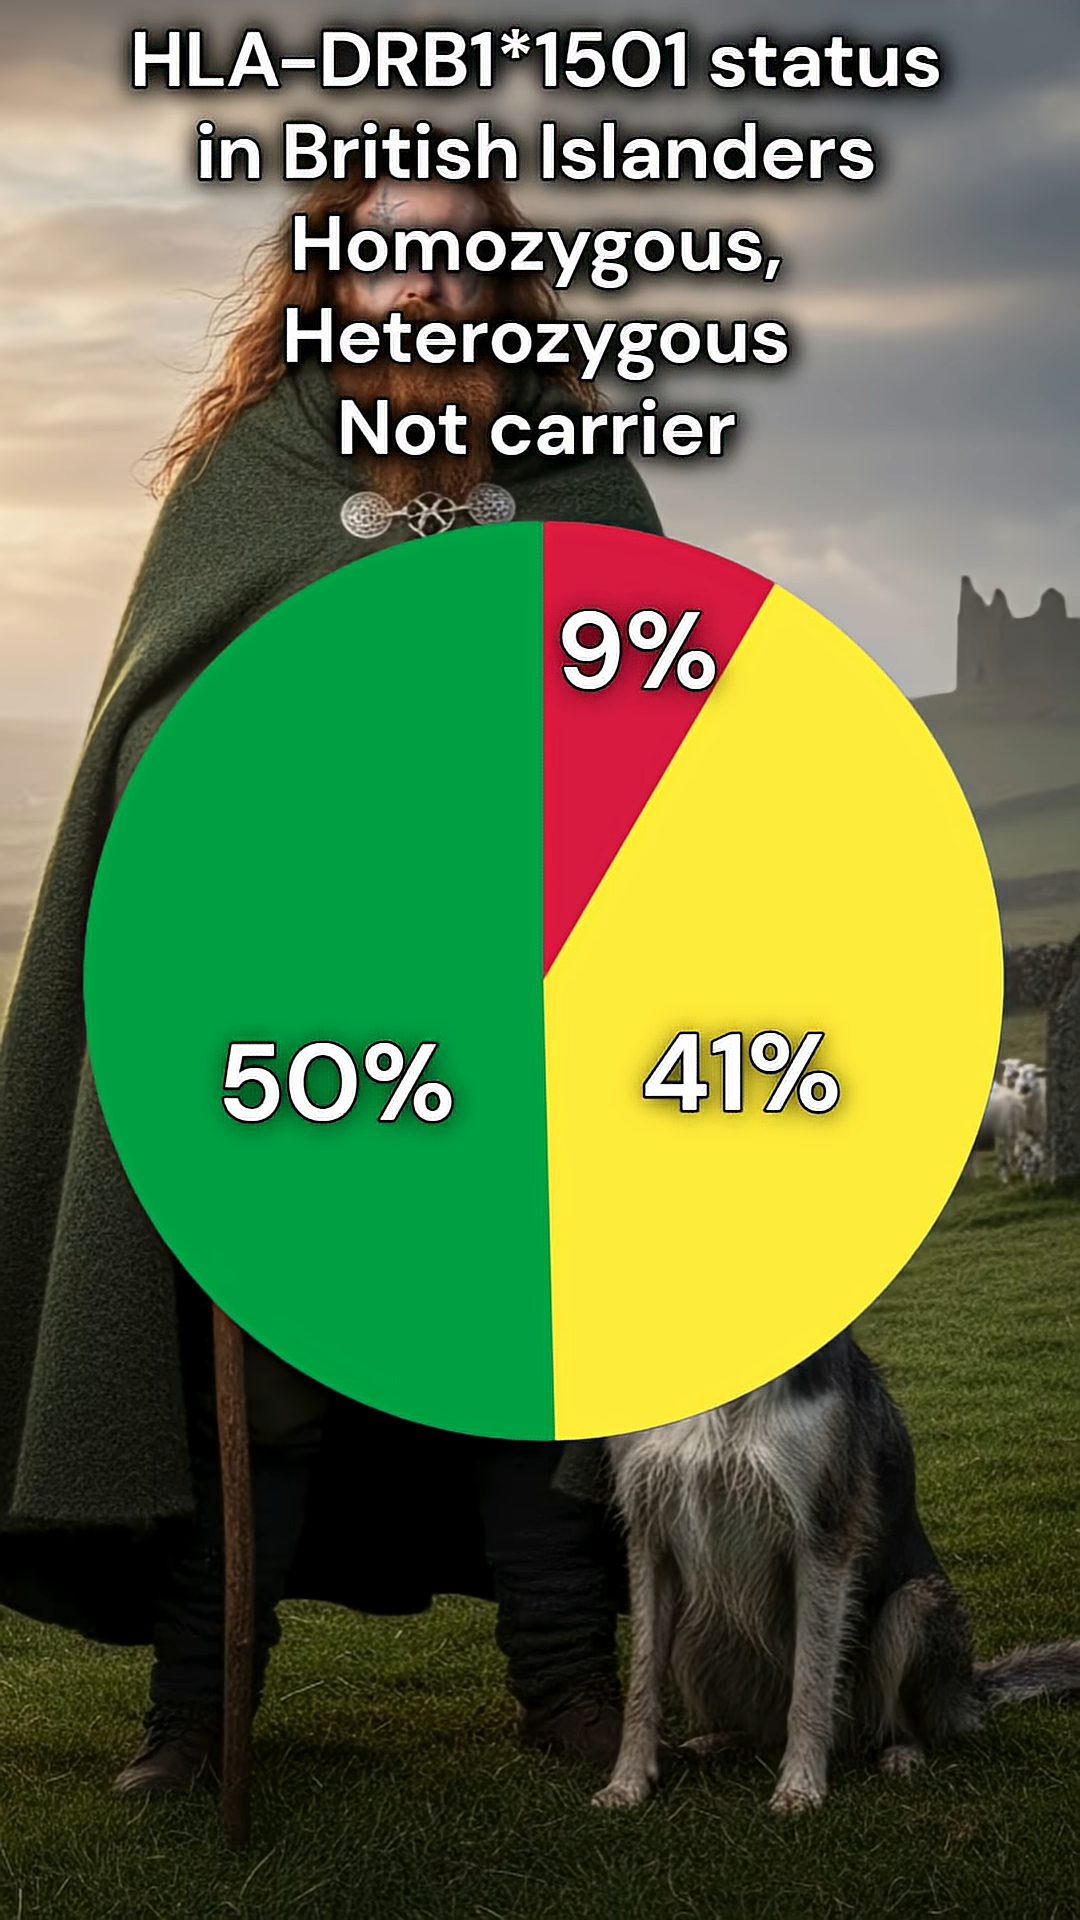 HLA-DRB1*1501 status
in British Islanders
Homozygous,
Heterozygous
Not carrier
9%
50%
41%